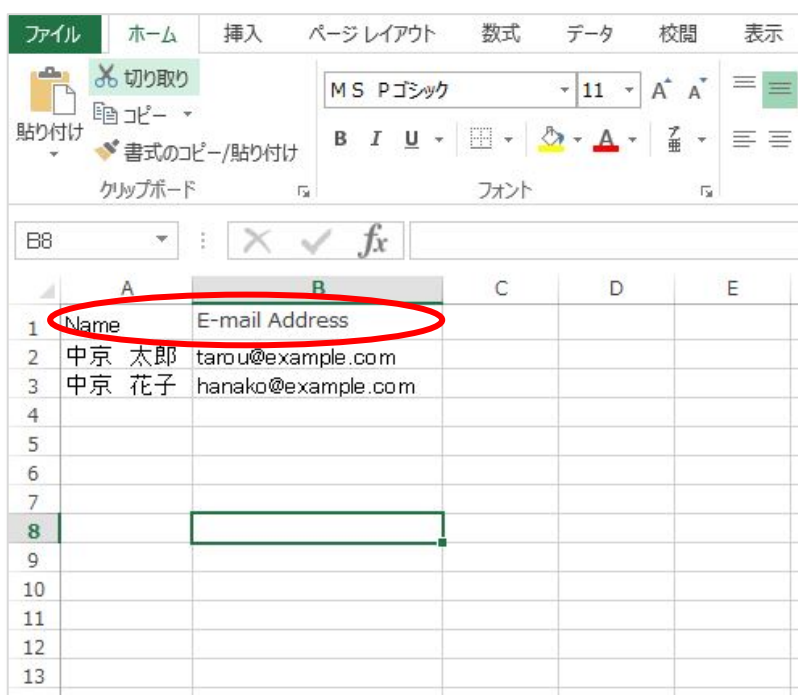 ファイル ホーム 挿入 ページ レイアウト 数式 データ 校閲 表示
切り取り
コピー
貼り付け
書式のコピー/貼り付け
ＭＳ Ｐゴシック 11 A A
B I U A ア亜
クリップボード フォント
B8 fx
A B C D E
1 Name E-mail Address
2 中京 太郎 tarou@example.com
3 中京 花子 hanako@example.com
4
5
6
7
8
9
10
11
12
13